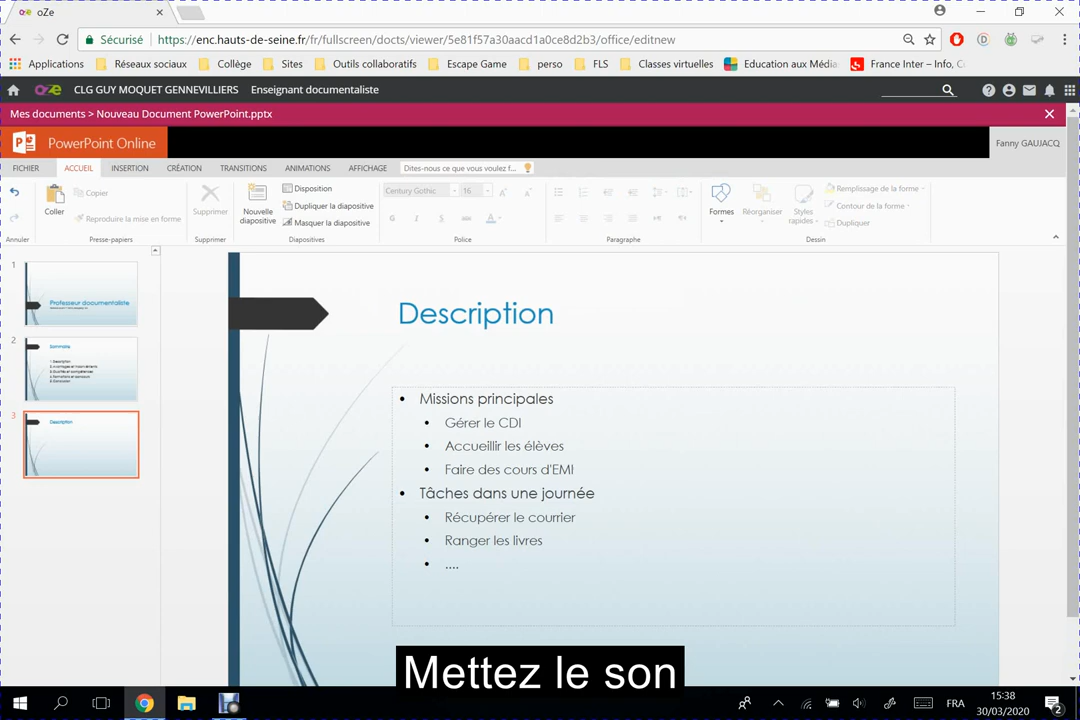 oZe
Sécurisé
https://enc.hauts-de-seine.fr/fr/fullscreen/docts/viewer/5e81f57a30aacd1a0ce8d2b3/office/editnew
Applications
Réseaux sociaux
Collège
Sites
Outils collaboratifs
Escape Game
perso
FLS
Classes virtuelles
Education aux Média
France Inter – Info, C
oZe
CLG GUY MOQUET GENNEVILLIERS
Enseignant documentaliste
Mes documents > Nouveau Document PowerPoint.pptx
PowerPoint Online
Fanny GAUJACQ
FICHIER
ACCUEIL
INSERTION
CRÉATION
TRANSITIONS
ANIMATIONS
AFFICHAGE
Dites-nous ce que vous voulez f...
Annuler
Coller
Copier
Reproduire la mise en forme
Presse-papiers
Supprimer
Supprimer
Nouvelle
diapositive
Disposition
Dupliquer la diapositive
Masquer la diapositive
Diapositives
Century Gothic
16
G
I
S
abc
A
Police
Paragraphe
Formes
Réorganiser
Styles
rapides
Remplissage de la forme
Contour de la forme
Dupliquer
Dessin
1
Professeur documentaliste
2
Sommaire
3
Description
Description
• Missions principales
• Gérer le CDI
• Accueillir les élèves
• Faire des cours d'EMI
• Tâches dans une journée
• Récupérer le courrier
• Ranger les livres
• ....
Mettez le son
FRA
15:38
30/03/2020
2